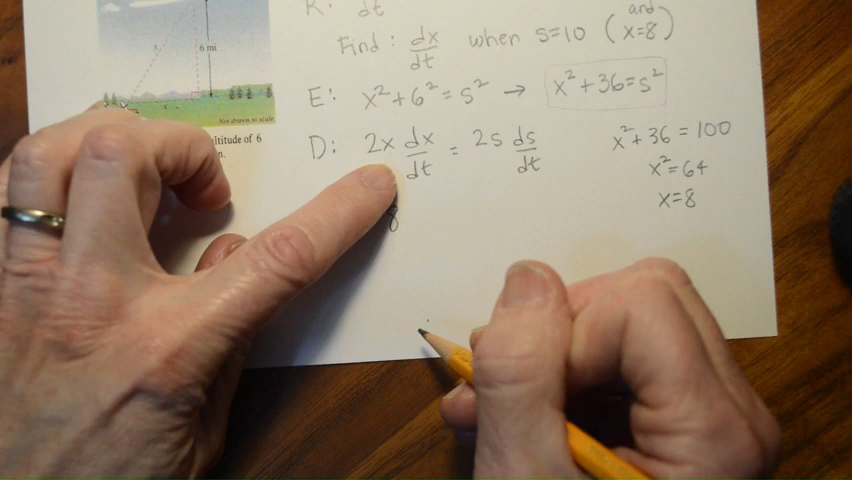 6 mi
Not drawn to scale
ltitude of 6
n.
dt
Find: dx/dt when s=10 (and x=8)
E: x²+6²=s² → x²+36=s²
D: 2x dx/dt = 2s ds/dt
8
x²+36=100
x²=64
x=8